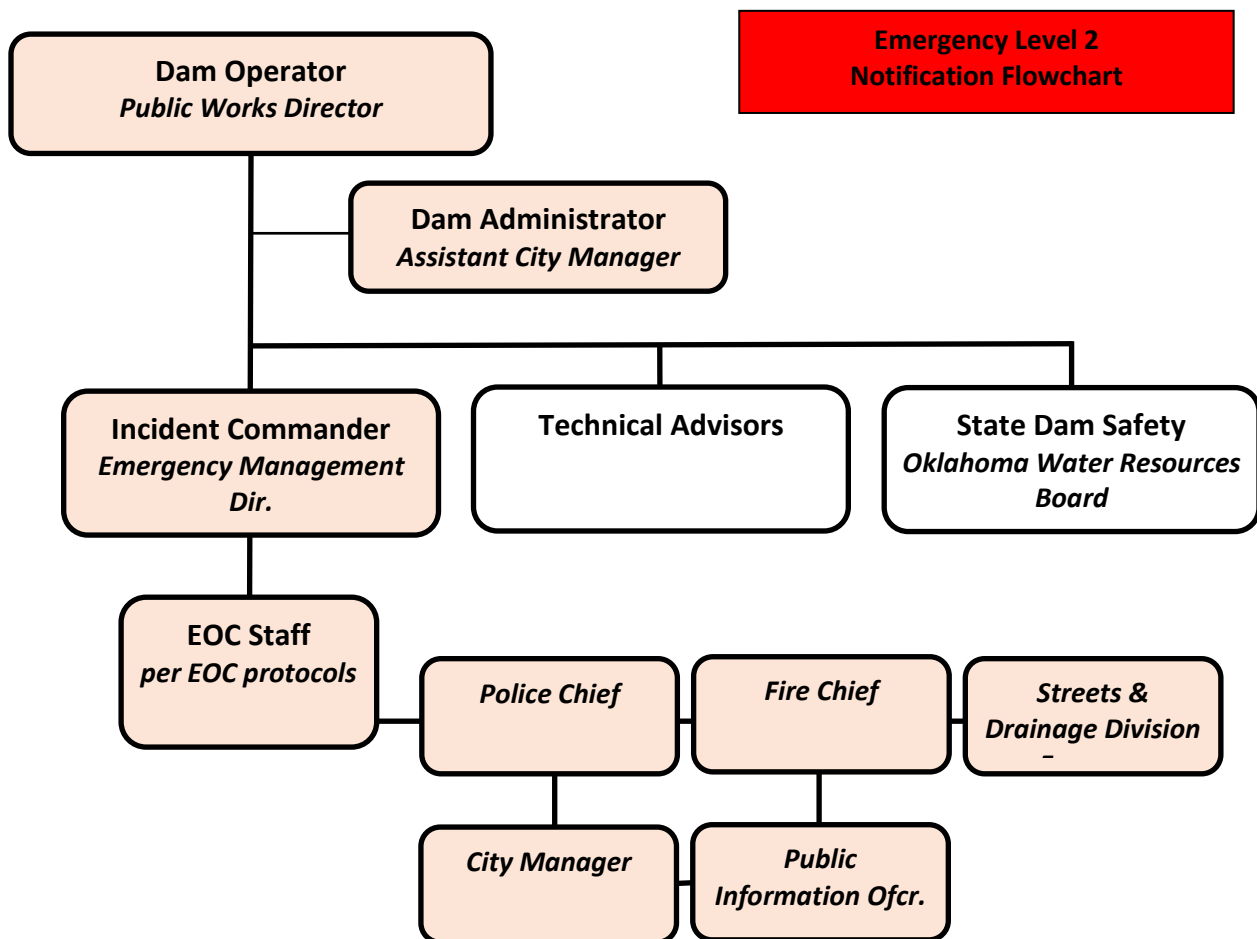 Emergency Level 2
Notification Flowchart
Dam Operator
Public Works Director
Dam Administrator
Assistant City Manager
Incident Commander
Emergency Management
Dir.
Technical Advisors
State Dam Safety
Oklahoma Water Resources
Board
EOC Staff
per EOC protocols
Police Chief
Fire Chief
Streets &
Drainage Division
City Manager
Public
Information Ofcr.